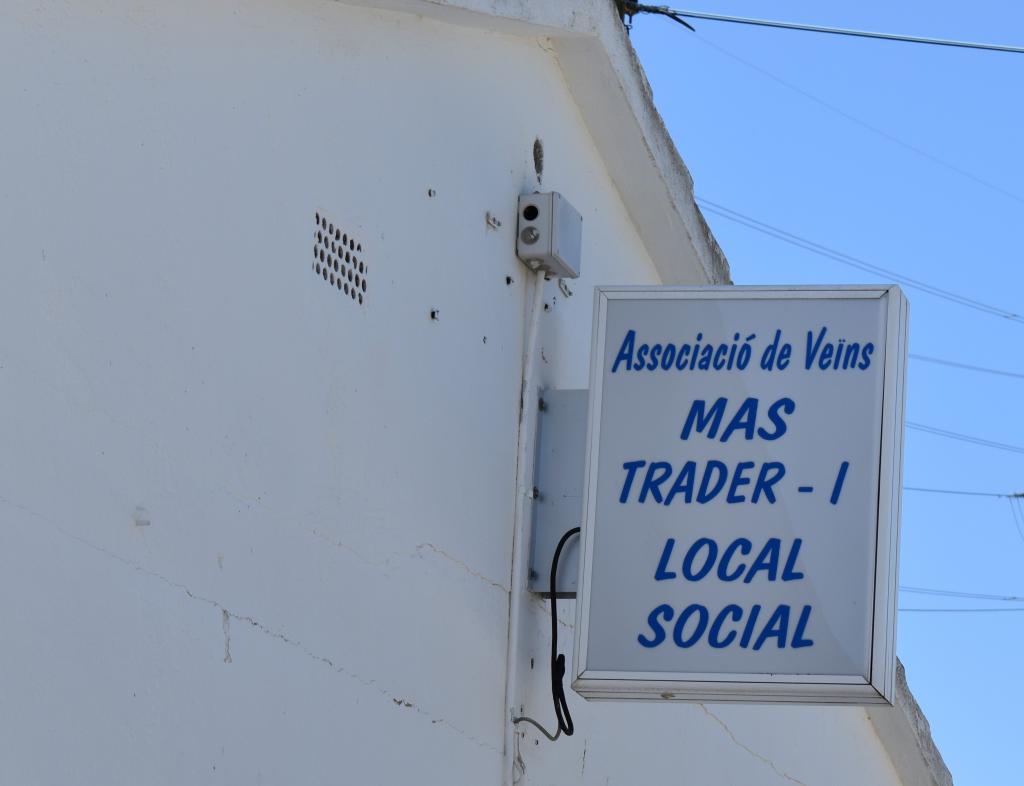 Associació de Veïns
MAS
TRADER - I
LOCAL
SOCIAL